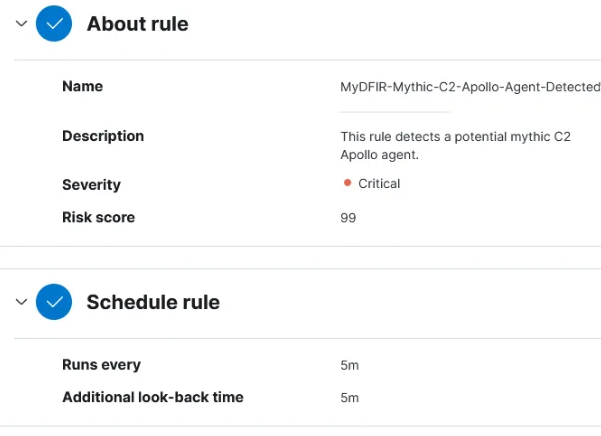 About rule
Name MyDFIR-Mythic-C2-Apollo-Agent-Detected
Description This rule detects a potential mythic C2
Apollo agent.
Severity Critical
Risk score 99
Schedule rule
Runs every 5m
Additional look-back time 5m